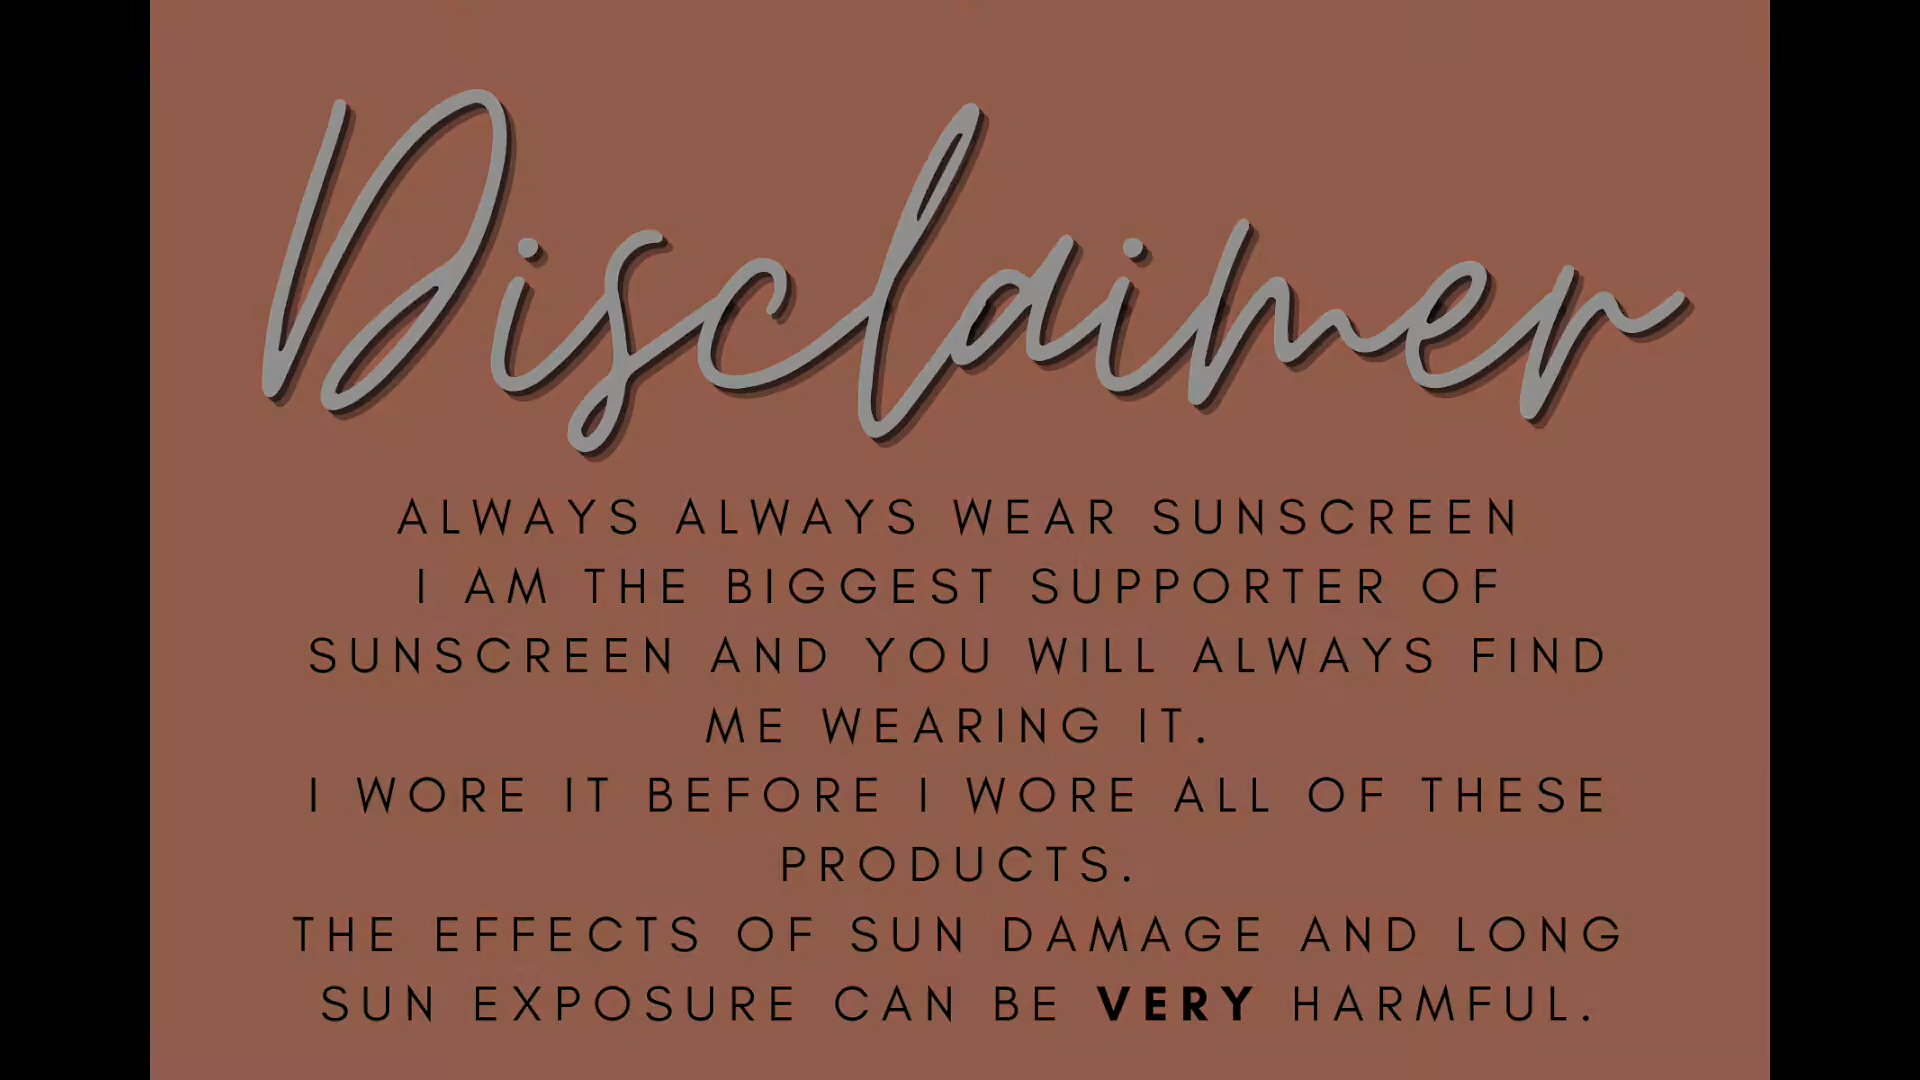 Disclaimer
ALWAYS ALWAYS WEAR SUNSCREEN
I AM THE BIGGEST SUPPORTER OF
SUNSCREEN AND YOU WILL ALWAYS FIND
ME WEARING IT.
I WORE IT BEFORE I WORE ALL OF THESE
PRODUCTS.
THE EFFECTS OF SUN DAMAGE AND LONG
SUN EXPOSURE CAN BE VERY HARMFUL.